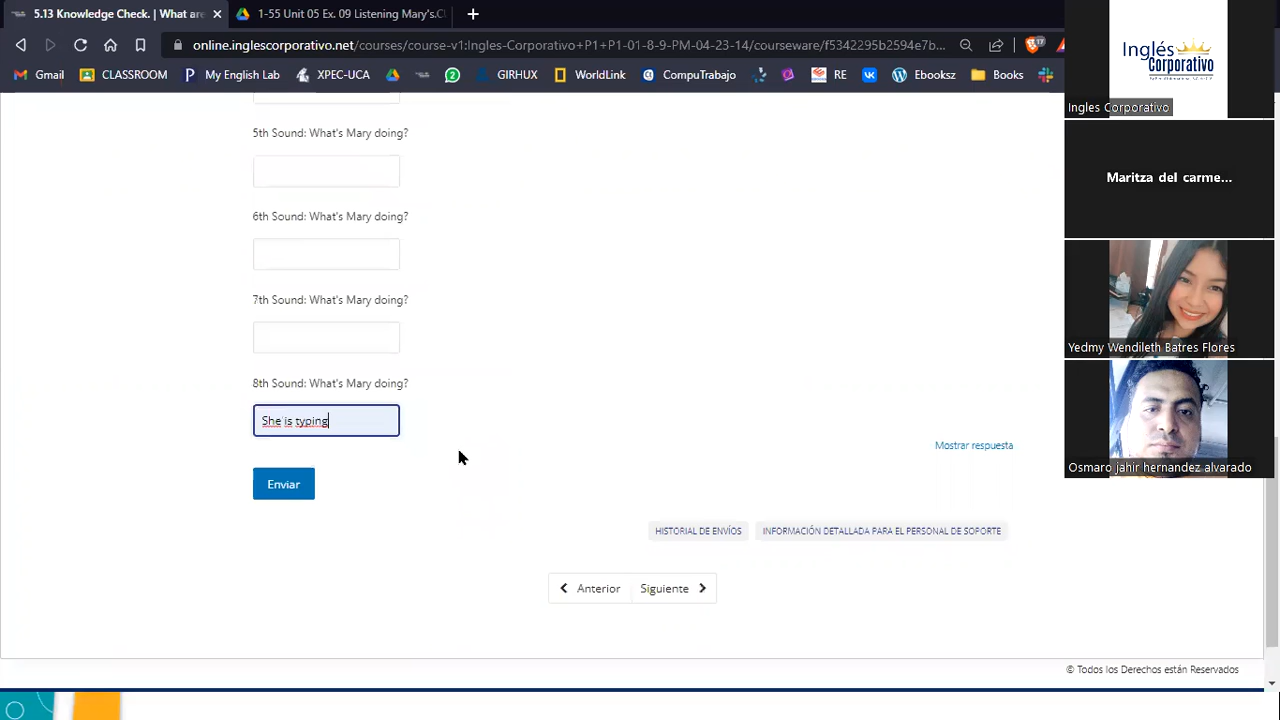 5.13 Knowledge Check. | What are
1-55 Unit 05 Ex. 09 Listening Mary's.Cl
online.inglescorporativo.net/courses/course-v1:Ingles-Corporativo+P1+P1-01-8-9-PM-04-23-14/courseware/f5342295b2594e7b...
17
Gmail
CLASSROOM
My English Lab
XPEGUCA
GIRHUX
WorldLink
CompuTrabajo
RE
Ebooksz
Books
Inglés
Corporativo
Ingles Corporativo
Maritza del carme...
Yedmy Wendileth Batres Flores
Osmaro jahir hernandez alvarado
5th Sound: What's Mary doing?
6th Sound: What's Mary doing?
7th Sound: What's Mary doing?
8th Sound: What's Mary doing?
She is typing
Mostrar respuesta
Enviar
HISTORIAL DE ENVÍOS
INFORMACIÓN DETALLADA PARA EL PERSONAL DE SOPORTE
Anterior
Siguiente
© Todos los Derechos están Reservados